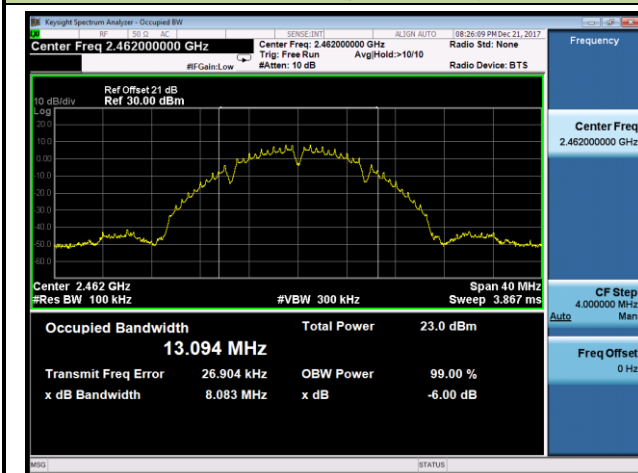 Keysight Spectrum Analyzer - Occupied BW
RF 50 Ω AC SENSE:INT ALIGN AUTO 08:26:09 PM Dec 21, 2017
Center Freq 2.462000000 GHz
Center Freq: 2.462000000 GHz Radio Std: None
Trig: Free Run Avg|Hold:>10/10
#IFGain:Low #Atten: 10 dB Radio Device: BTS
Frequency
Ref Offset 21 dB
10 dB/div Ref 30.00 dBm
Log
20.0
10.0
0.00
-10.0
-20.0
-30.0
-40.0
-50.0
-60.0
Center Freq
2.462000000 GHz
Center 2.462 GHz Span 40 MHz
#Res BW 100 kHz #VBW 300 kHz Sweep 3.867 ms
CF Step
4.000000 MHz
Auto Man
Occupied Bandwidth Total Power 23.0 dBm
13.094 MHz
Transmit Freq Error 26.904 kHz OBW Power 99.00 %
x dB Bandwidth 8.083 MHz x dB -6.00 dB
Freq Offset
0 Hz
MSG STATUS